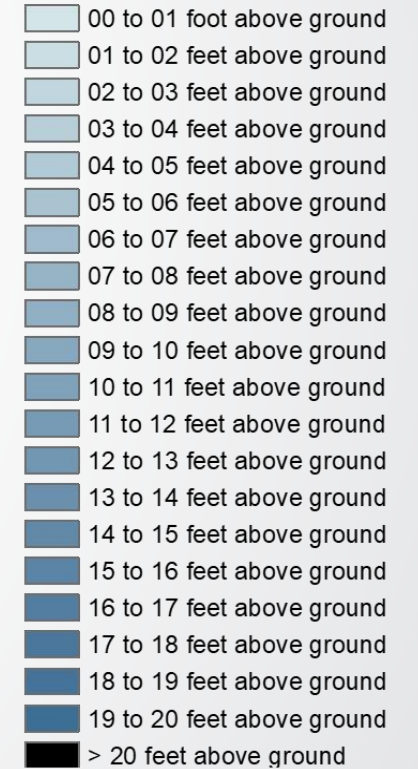 00 to 01 foot above ground
01 to 02 feet above ground
02 to 03 feet above ground
03 to 04 feet above ground
04 to 05 feet above ground
05 to 06 feet above ground
06 to 07 feet above ground
07 to 08 feet above ground
08 to 09 feet above ground
09 to 10 feet above ground
10 to 11 feet above ground
11 to 12 feet above ground
12 to 13 feet above ground
13 to 14 feet above ground
14 to 15 feet above ground
15 to 16 feet above ground
16 to 17 feet above ground
17 to 18 feet above ground
18 to 19 feet above ground
19 to 20 feet above ground
> 20 feet above ground